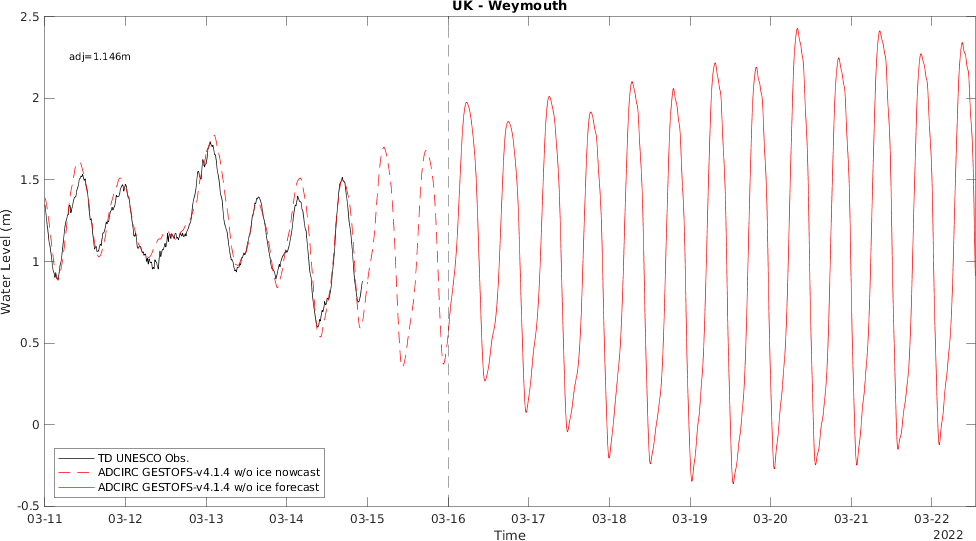 UK - Weymouth
2.5
adj=1.146m
2
1.5
1
0.5
0
-0.5
Water Level (m)
TD UNESCO Obs.
ADCIRC GESTOFS-v4.1.4 w/o ice nowcast
ADCIRC GESTOFS-v4.1.4 w/o ice forecast
03-11 03-12 03-13 03-14 03-15 03-16 03-17 03-18 03-19 03-20 03-21 03-22
Time
2022